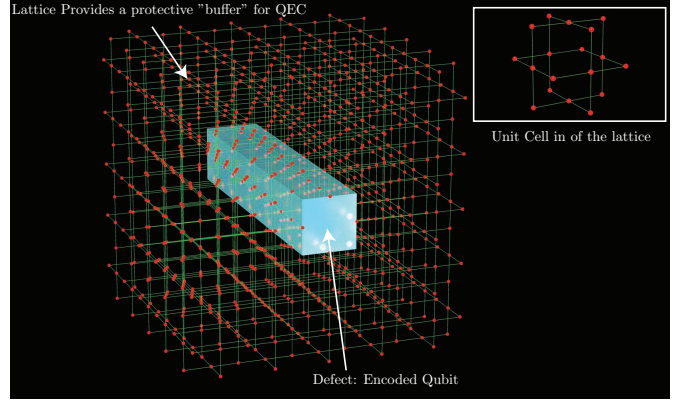 Lattice Provides a protective "buffer" for QEC
Unit Cell in of the lattice
Defect: Encoded Qubit